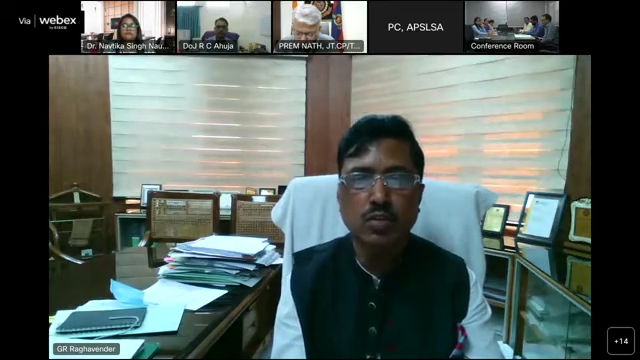 Via
webex
by CISCO
Dr. Navtika Singh Nau...
DoJ R C Ahuja
PREM NATH, JT.CP/T...
PC, APSLSA
Conference Room
GR Raghavender
+14